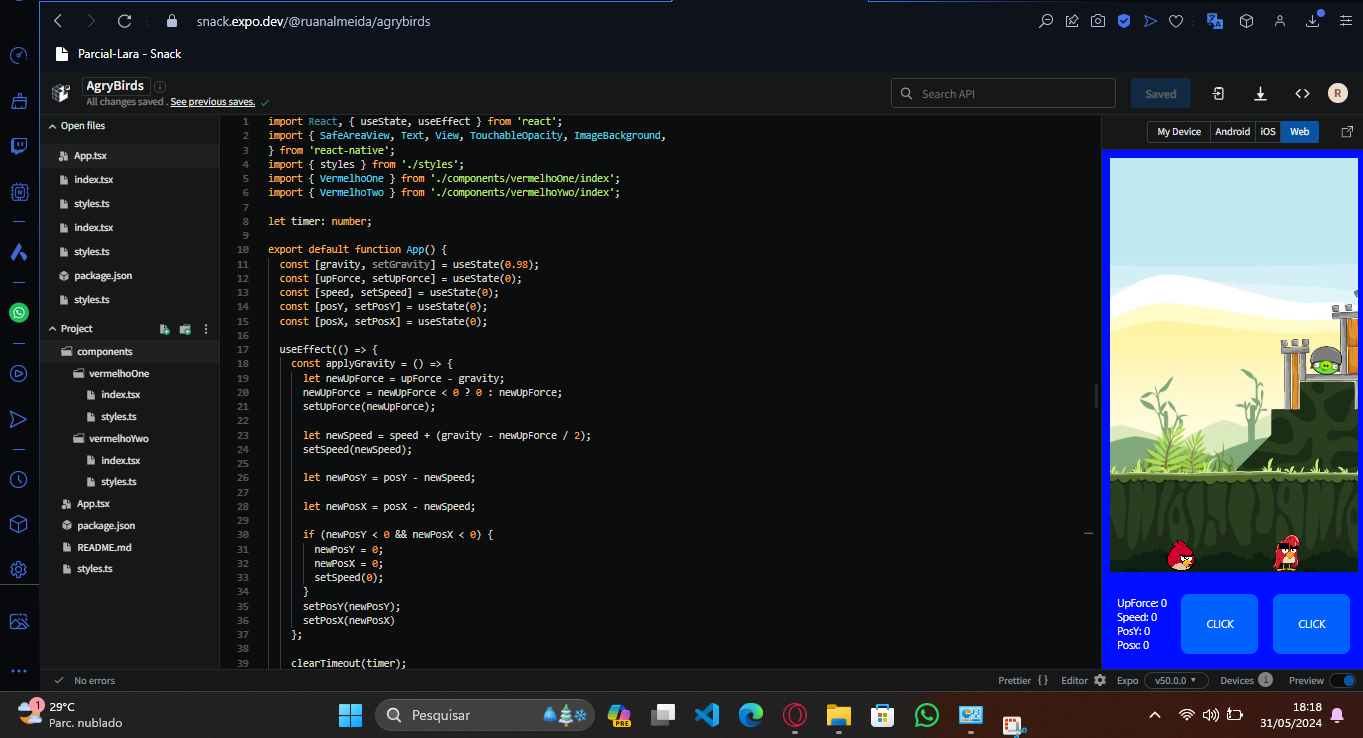 snack.expo.dev/@ruanalmeida/agrybirds
Parcial-Lara - Snack
AgryBirds
All changes saved . See previous saves.
Search API
Saved
R
Open files
App.tsx
index.tsx
styles.ts
index.tsx
styles.ts
package.json
styles.ts
Project
components
vermelhoOne
index.tsx
styles.ts
vermelhoYwo
index.tsx
styles.ts
App.tsx
package.json
README.md
styles.ts
1 import React, { useState, useEffect } from 'react';
2 import { SafeAreaView, Text, View, TouchableOpacity, ImageBackground,
3 } from 'react-native';
4 import { styles } from './styles';
5 import { VermelhoOne } from './components/vermelhoOne/index';
6 import { VermelhoTwo } from './components/vermelhoYwo/index';
7
8 let timer: number;
9
10 export default function App() {
11 const [gravity, setGravity] = useState(0.98);
12 const [upForce, setUpForce] = useState(0);
13 const [speed, setSpeed] = useState(0);
14 const [posY, setPosY] = useState(0);
15 const [posX, setPosX] = useState(0);
16
17 useEffect(() => {
18 const applyGravity = () => {
19 let newUpForce = upForce - gravity;
20 newUpForce = newUpForce < 0 ? 0 : newUpForce;
21 setUpForce(newUpForce);
22
23 let newSpeed = speed + (gravity - newUpForce / 2);
24 setSpeed(newSpeed);
25
26 let newPosY = posY - newSpeed;
27
28 let newPosX = posX - newSpeed;
29
30 if (newPosY < 0 && newPosX < 0) {
31 newPosY = 0;
32 newPosX = 0;
33 setSpeed(0);
34 }
35 setPosY(newPosY);
36 setPosX(newPosX)
37 };
38
39 clearTimeout(timer);
My Device
Android
iOS
Web
UpForce: 0
Speed: 0
PosY: 0
Posx: 0
CLICK
CLICK
No errors
Prettier { }
Editor
Expo
v50.0.0
Devices 1
Preview
1
29°C
Parc. nublado
Pesquisar
PRE
18:18
31/05/2024